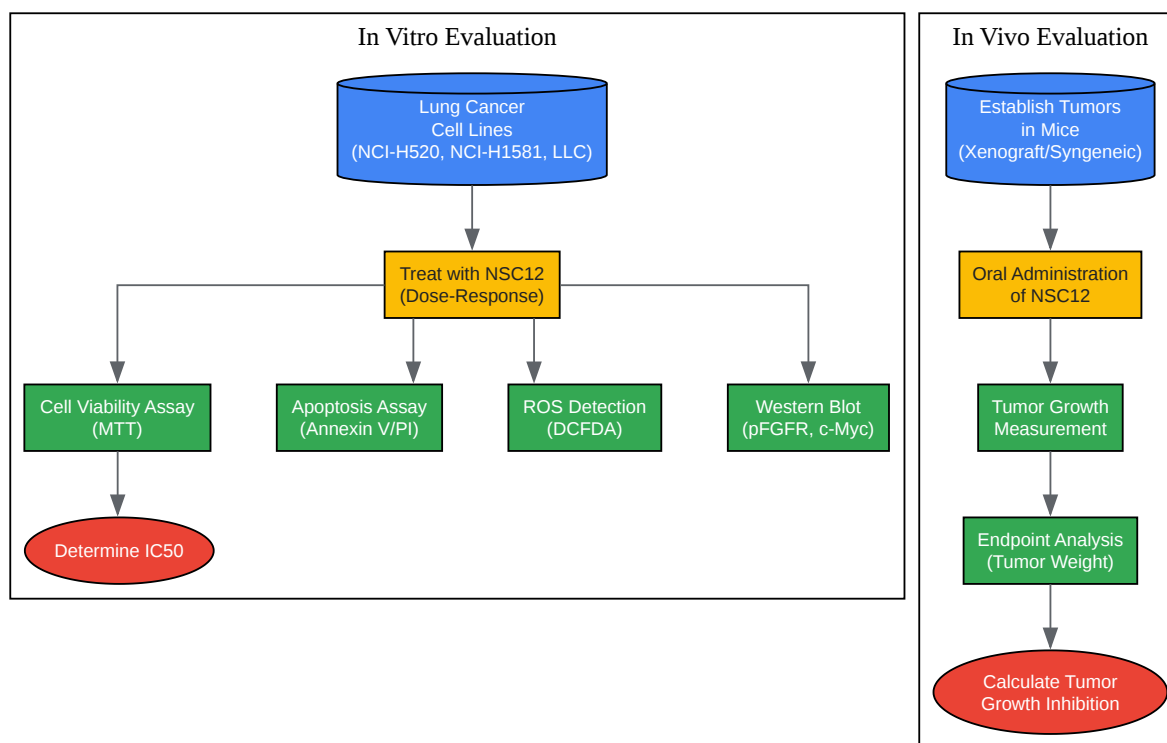 In Vitro Evaluation
Lung Cancer
Cell Lines
(NCI-H520, NCI-H1581, LLC)
Treat with NSC12
(Dose-Response)
Cell Viability Assay
(MTT)
Apoptosis Assay
(Annexin V/PI)
ROS Detection
(DCFDA)
Western Blot
(pFGFR, c-Myc)
Determine IC50
In Vivo Evaluation
Establish Tumors
in Mice
(Xenograft/Syngeneic)
Oral Administration
of NSC12
Tumor Growth
Measurement
Endpoint Analysis
(Tumor Weight)
Calculate Tumor
Growth Inhibition